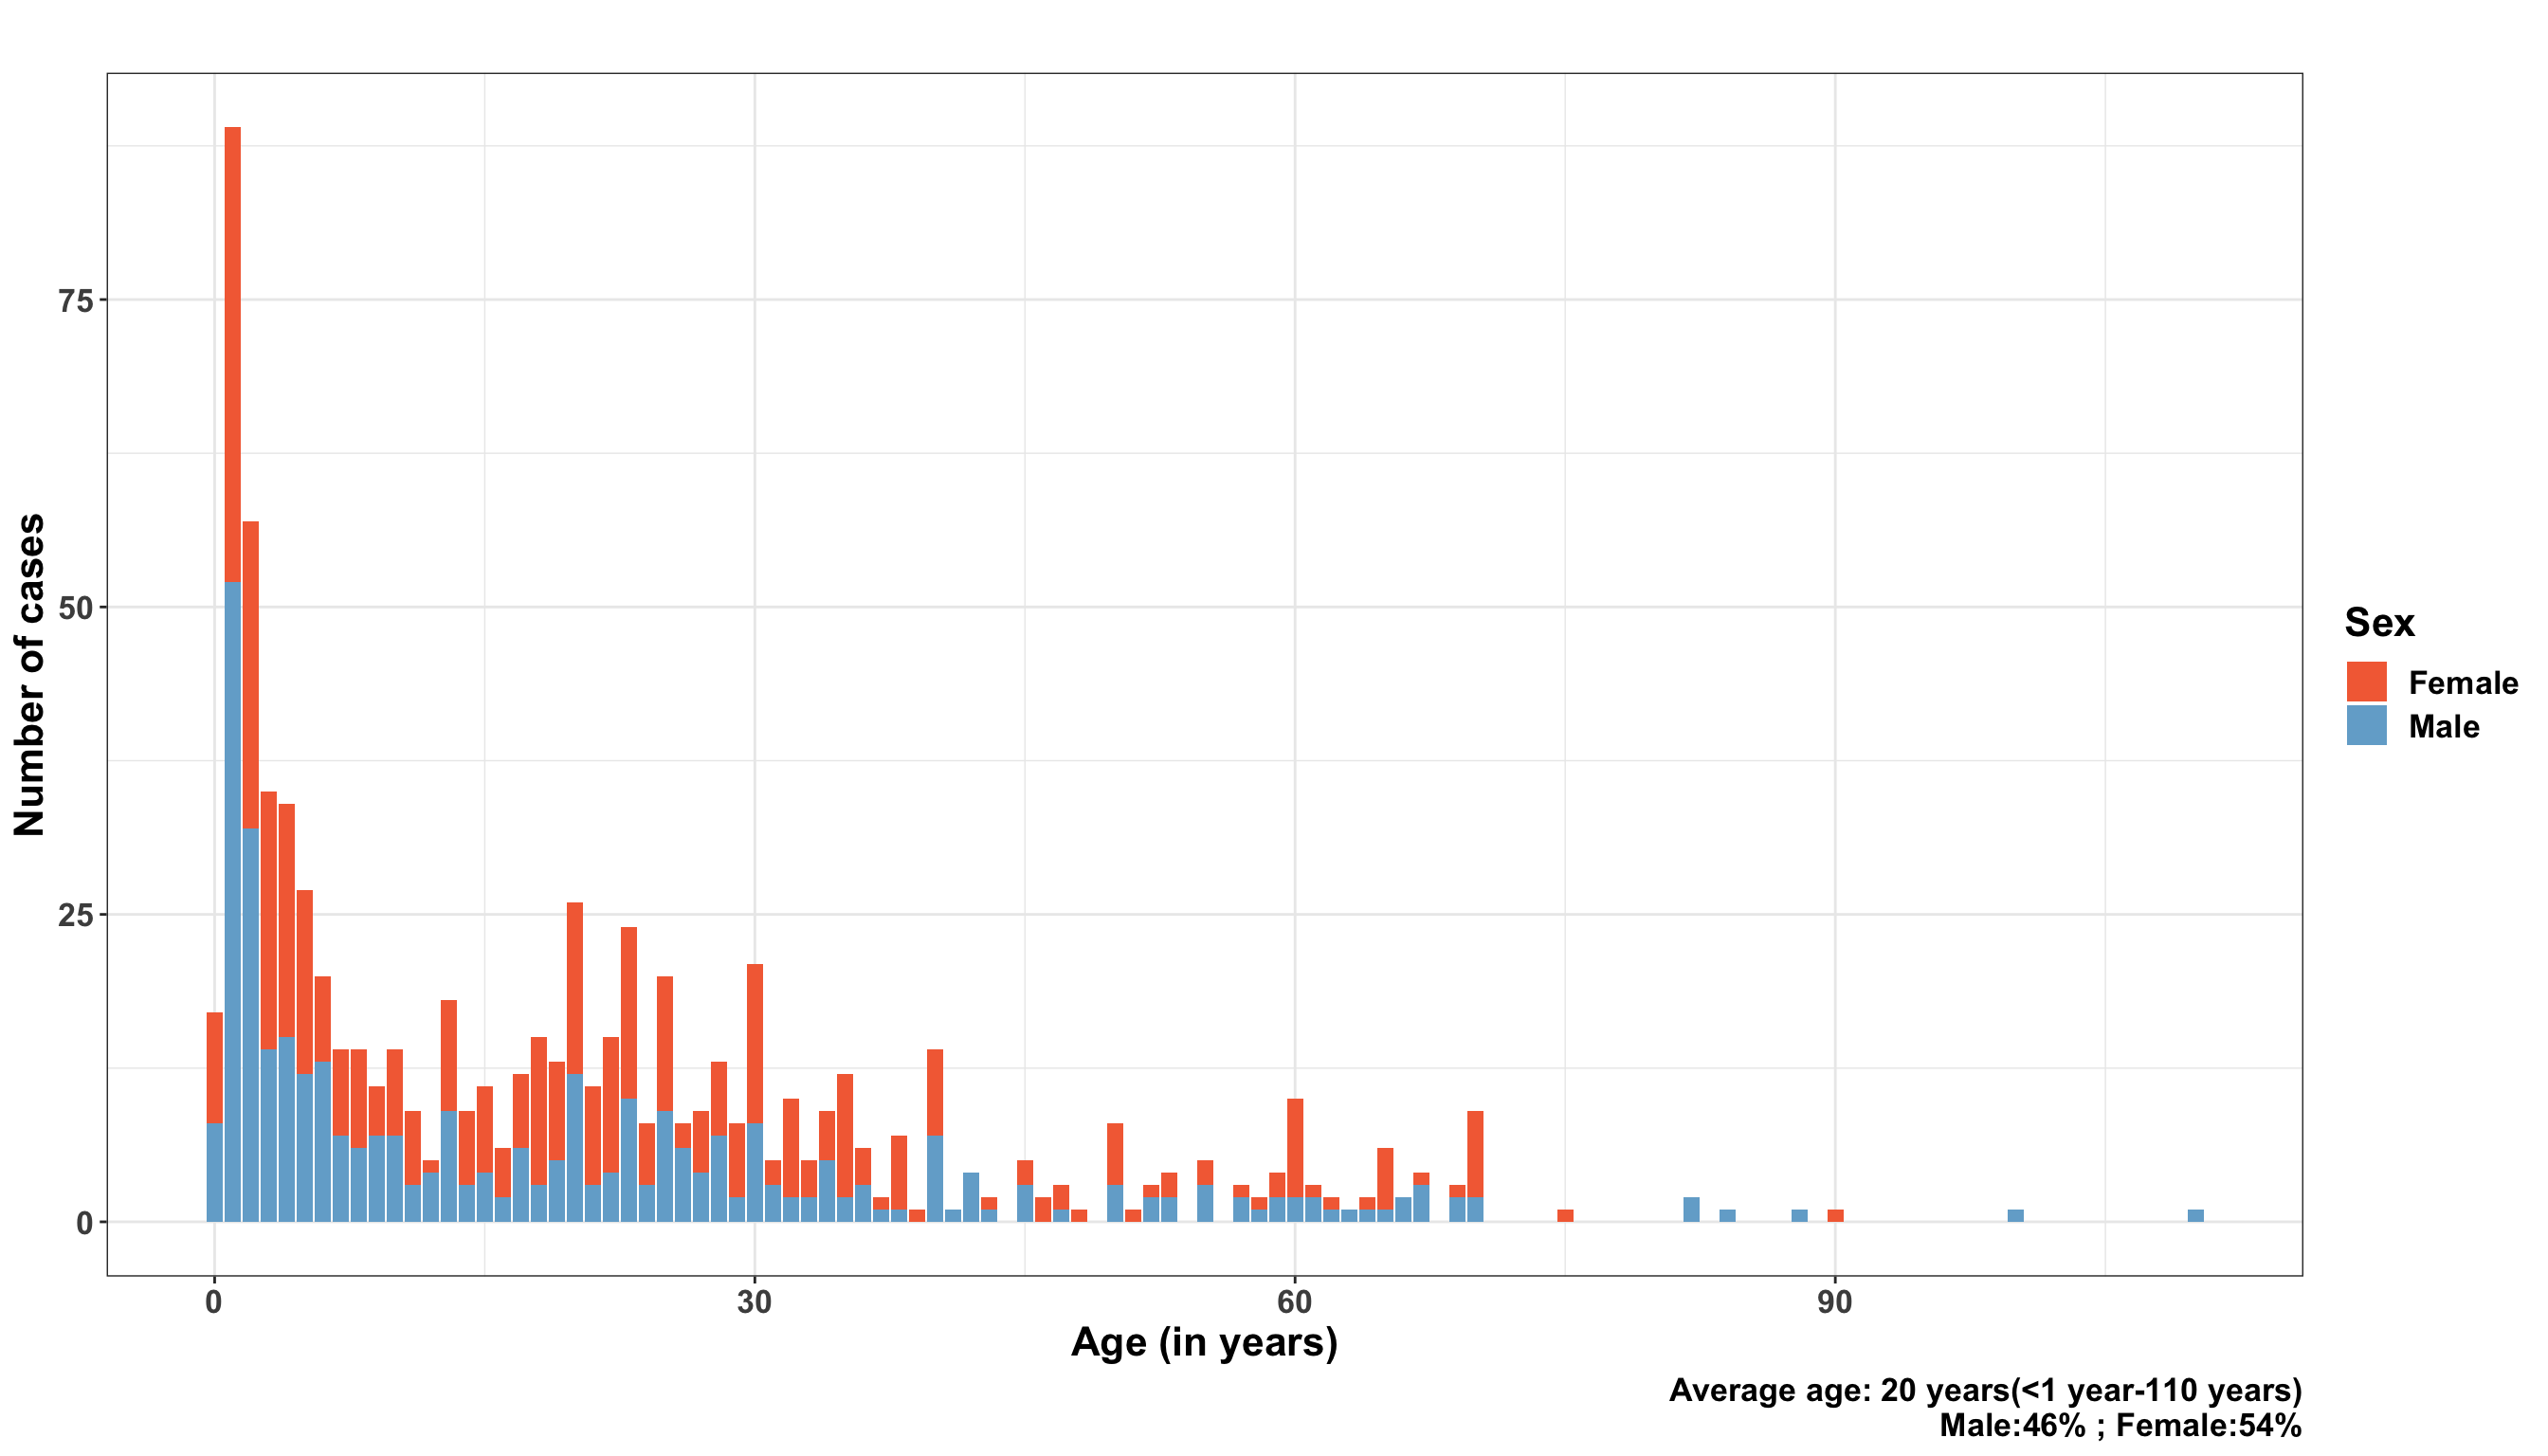 Number of cases
75
50
25
0
0 30 60 90
Age (in years)
Sex
Female
Male
Average age: 20 years(<1 year-110 years)
Male:46% ; Female:54%